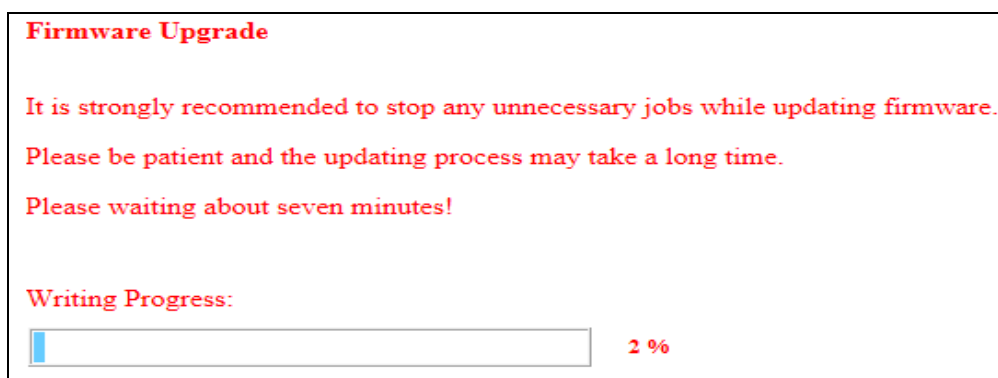 Firmware Upgrade
It is strongly recommended to stop any unnecessary jobs while updating firmware.
Please be patient and the updating process may take a long time.
Please waiting about seven minutes!
Writing Progress:
2 %